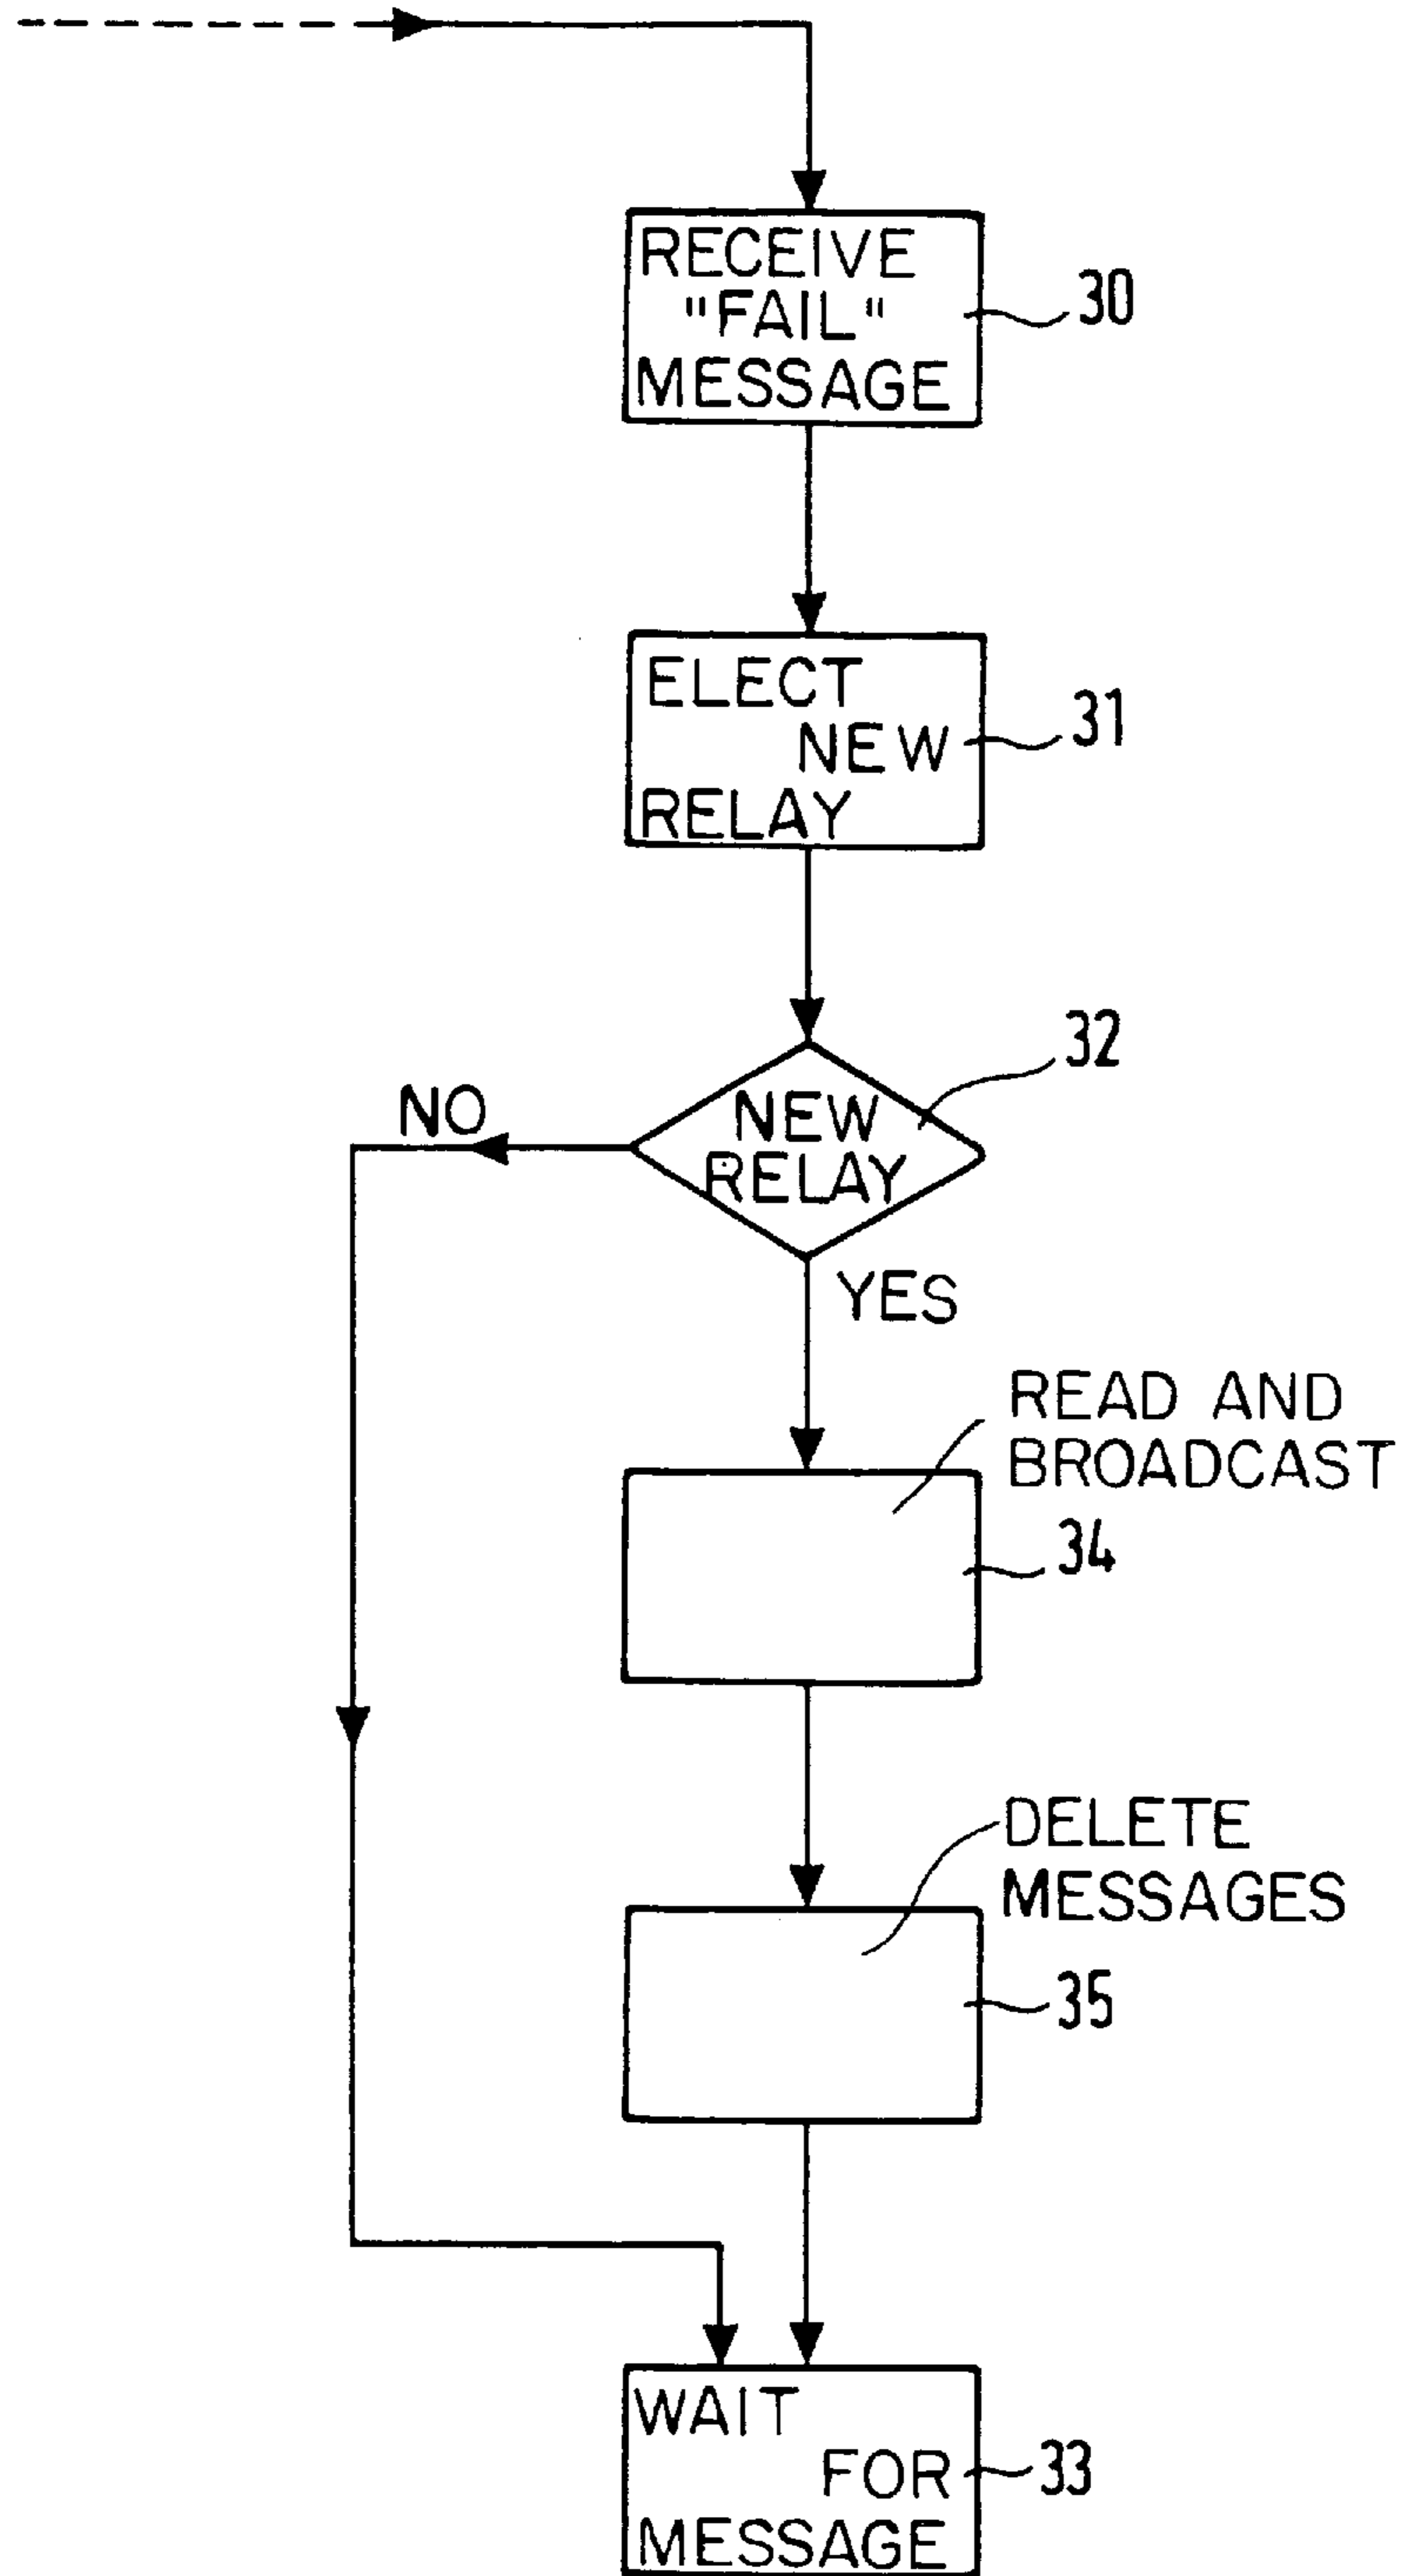 RECEIVE
"FAIL"
MESSAGE
30
ELECT
NEW
RELAY
31
32
NO
NEW
RELAY
YES
READ AND
BROADCAST
34
DELETE
MESSAGES
35
WAIT
FOR
MESSAGE
33